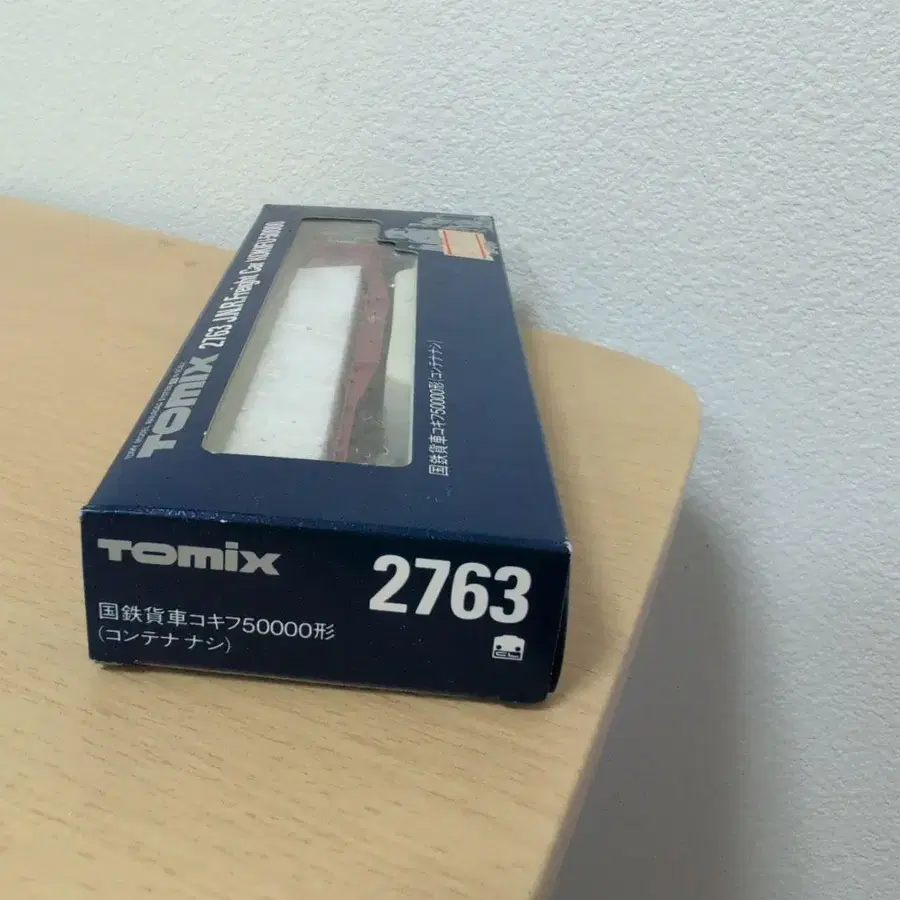 TOMIX 2763 J.N.R.Freight Car KOKIFU-50000
国鉄貨車コキフ50000形(コンテナナシ)
TOMIX
2763
国鉄貨車コキフ50000形
(コンテナ ナシ)